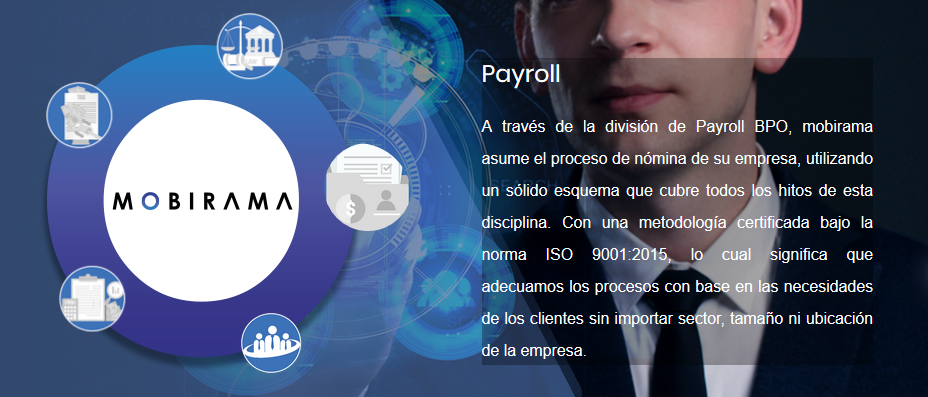 MOBIRAMA
Payroll
A través de la división de Payroll BPO, mobirama
asume el proceso de nómina de su empresa, utilizando
un sólido esquema que cubre todos los hitos de esta
disciplina. Con una metodología certificada bajo la
norma ISO 9001:2015, lo cual significa que
adecuamos los procesos con base en las necesidades
de los clientes sin importar sector, tamaño ni ubicación
de la empresa.